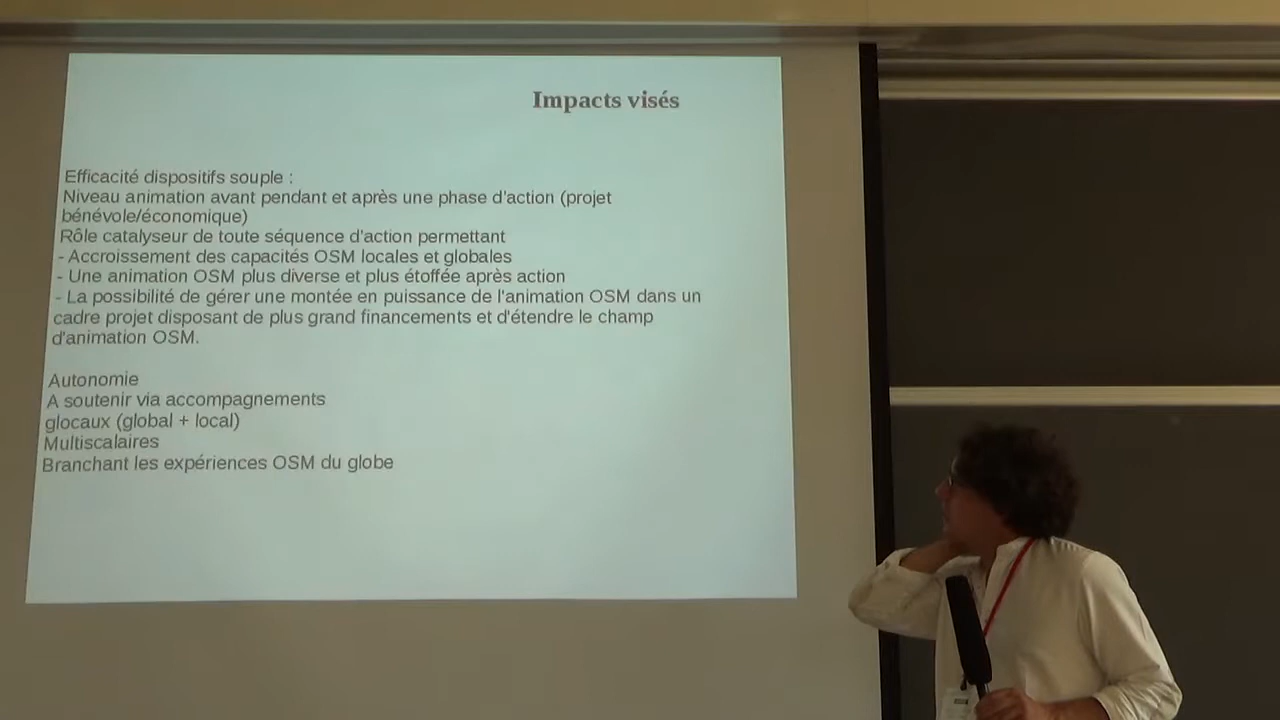 Impacts visés
Efficacité dispositifs souple :
Niveau animation avant pendant et après une phase d'action (projet
bénévole/économique)
Rôle catalyseur de toute séquence d'action permettant
- Accroissement des capacités OSM locales et globales
- Une animation OSM plus diverse et plus étoffée après action
- La possibilité de gérer une montée en puissance de l'animation OSM dans un
cadre projet disposant de plus grand financements et d'étendre le champ
d'animation OSM.
Autonomie
A soutenir via accompagnements
glocaux (global + local)
Multiscalaires
Branchant les expériences OSM du globe